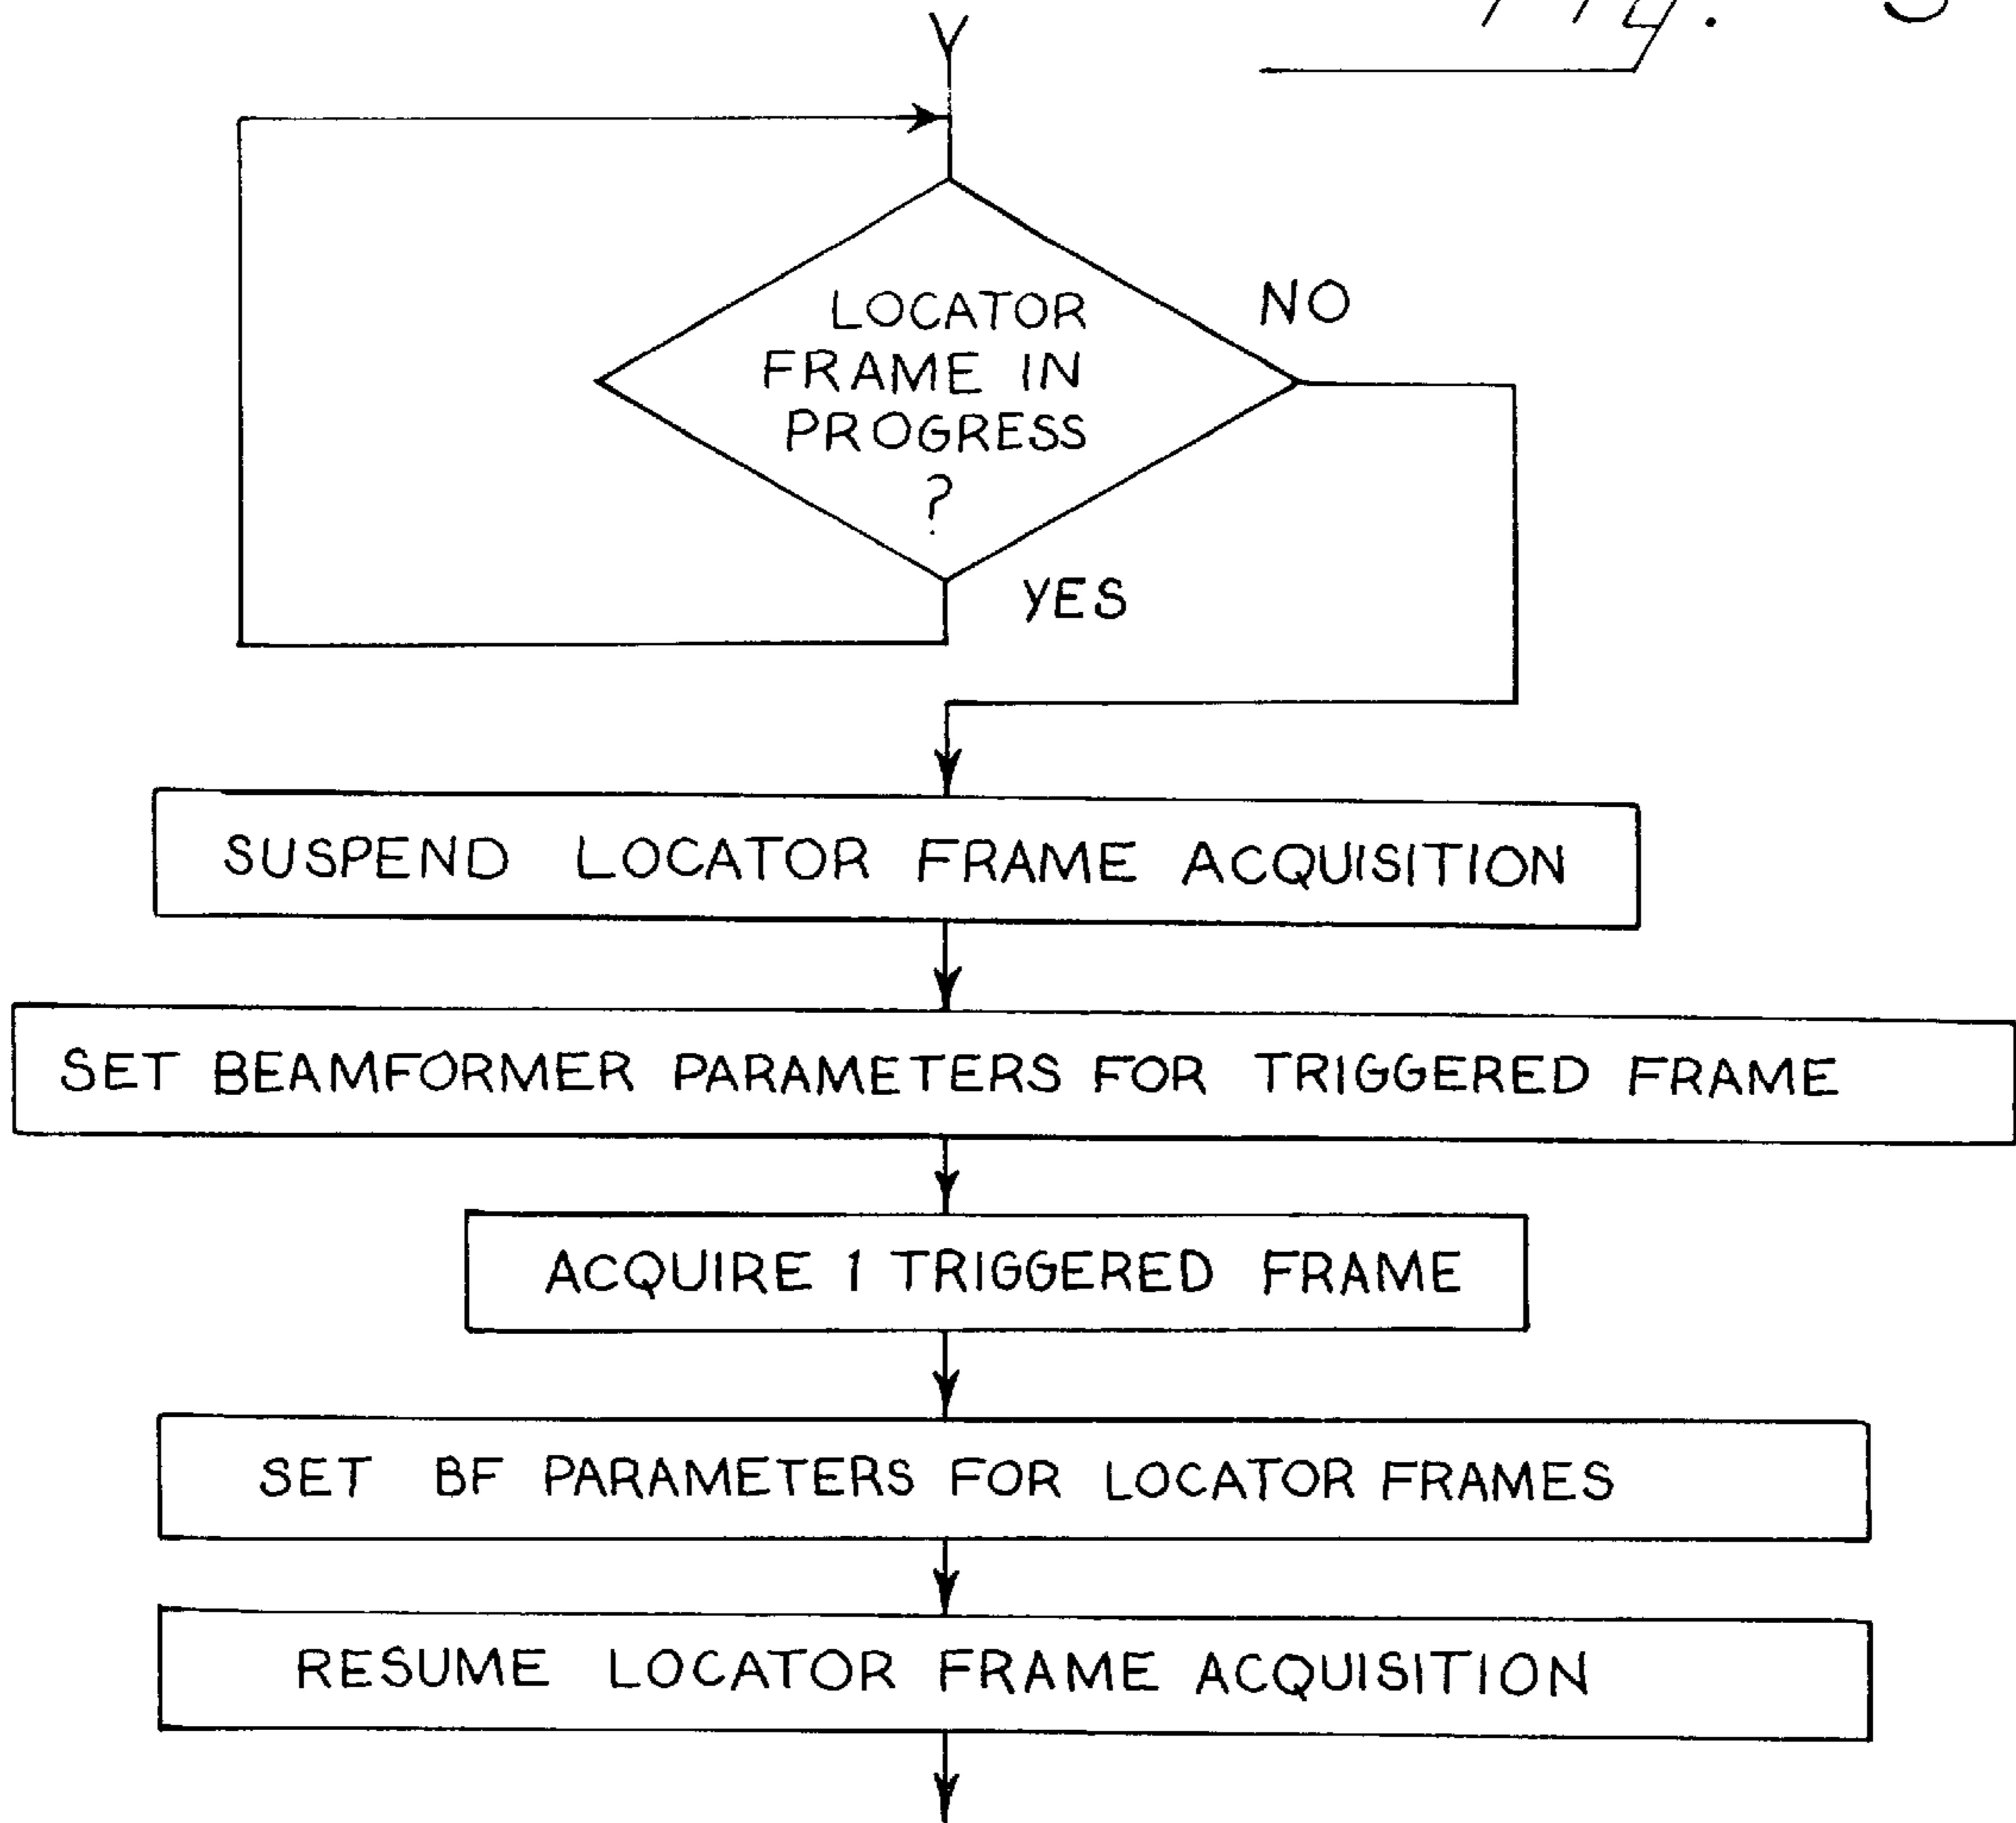 Fig.
LOCATOR
FRAME IN
PROGRESS
?
NO
YES
SUSPEND LOCATOR FRAME ACQUISITION
SET BEAMFORMER PARAMETERS FOR TRIGGERED FRAME
ACQUIRE 1 TRIGGERED FRAME
SET BF PARAMETERS FOR LOCATOR FRAMES
RESUME LOCATOR FRAME ACQUISITION